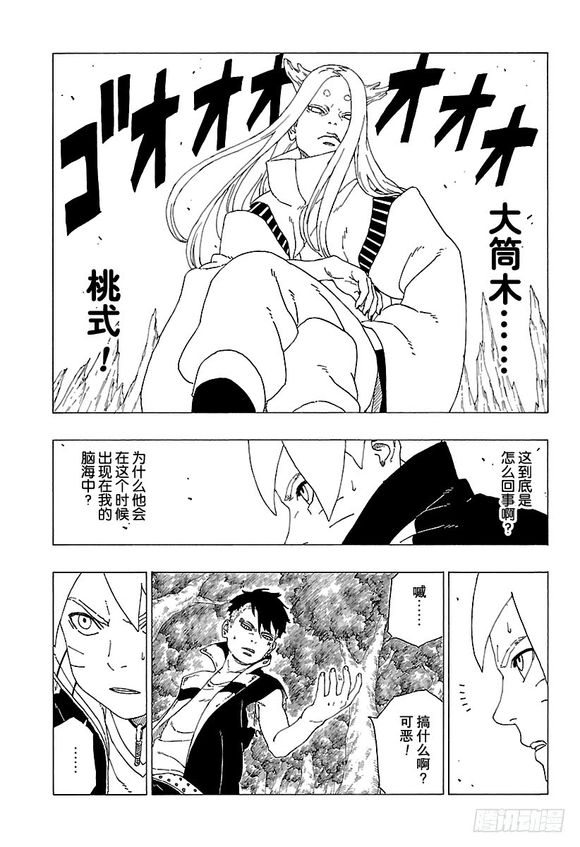 ゴオオオオオオ
大筒木……
桃式！
这到底是
怎么回事啊？
为什么他会
在这个时候
出现在我的
脑海中？
喊……
搞什么啊？
可恶！
……
腾讯动漫